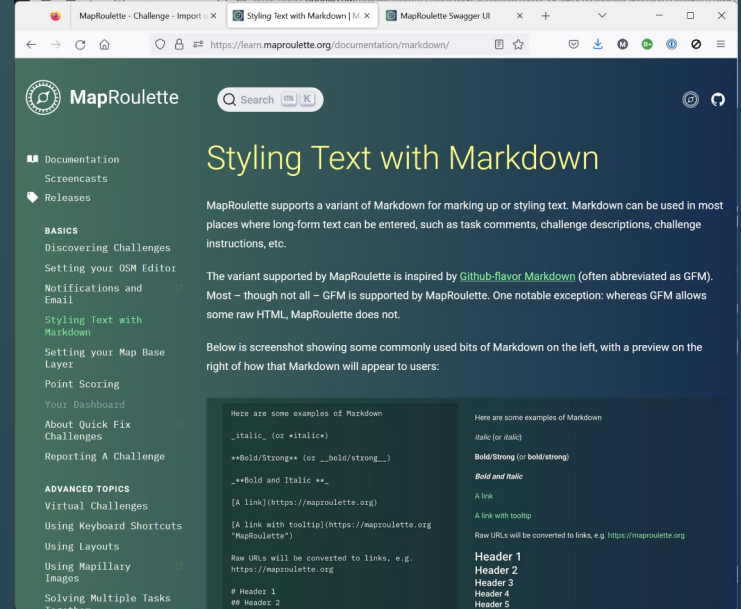 MapRoulette - Challenge - Import
Styling Text with Markdown | M
MapRoulette Swagger UI
https://learn.maproulette.org/documentation/markdown/
MapRoulette
Search CTRL K
Documentation
Screencasts
Releases
BASICS
Discovering Challenges
Setting your OSM Editor
Notifications and
Email
Styling Text with
Markdown
Setting your Map Base
Layer
Point Scoring
Your Dashboard
About Quick Fix
Challenges
Reporting A Challenge
ADVANCED TOPICS
Virtual Challenges
Using Keyboard Shortcuts
Using Layouts
Using Mapillary
Images
Solving Multiple Tasks
Styling Text with Markdown
MapRoulette supports a variant of Markdown for marking up or styling text. Markdown can be used in most
places where long-form text can be entered, such as task comments, challenge descriptions, challenge
instructions, etc.
The variant supported by MapRoulette is inspired by Github-flavor Markdown (often abbreviated as GFM).
Most – though not all – GFM is supported by MapRoulette. One notable exception: whereas GFM allows
some raw HTML, MapRoulette does not.
Below is screenshot showing some commonly used bits of Markdown on the left, with a preview on the
right of how that Markdown will appear to users:
Here are some examples of Markdown
_italic_ (or *italic*)
**Bold/Strong** (or __bold/strong__)
_**Bold and Italic **_
[A link](https://maproulette.org)
[A link with tooltip](https://maproulette.org
"MapRoulette")
Raw URLs will be converted to links, e.g.
https://maproulette.org
# Header 1
## Header 2
Here are some examples of Markdown
italic (or italic)
Bold/Strong (or bold/strong)
Bold and Italic
A link
A link with tooltip
Raw URLs will be converted to links, e.g. https://maproulette.org
Header 1
Header 2
Header 3
Header 4
Header 5